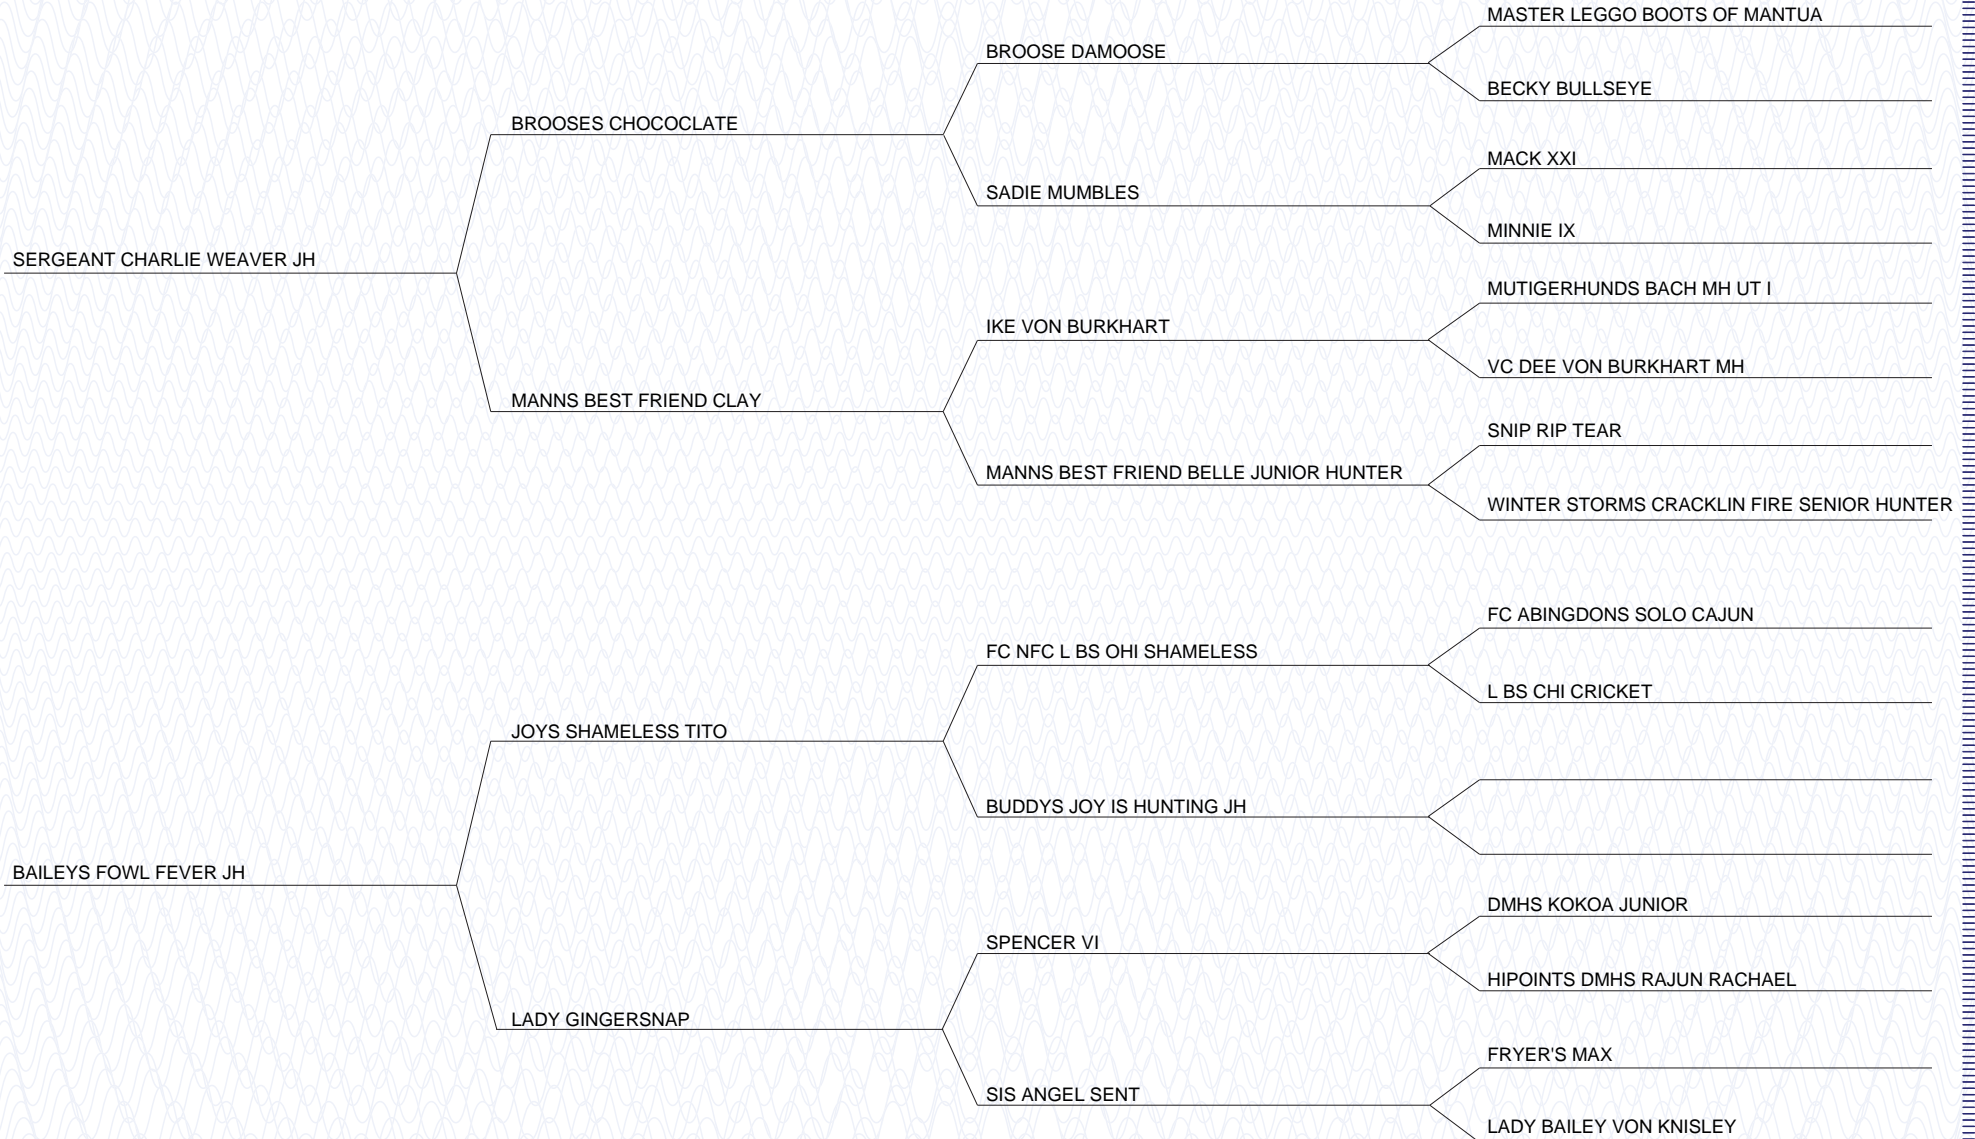 MASTER LEGGO BOOTS OF MANTUA
BROOSE DAMOOSE
BECKY BULLSEYE
BROOSES CHOCOCLATE
MACK XXI
SADIE MUMBLES
MINNIE IX
SERGEANT CHARLIE WEAVER JH
MUTIGERHUNDS BACH MH UT I
IKE VON BURKHART
VC DEE VON BURKHART MH
MANNS BEST FRIEND CLAY
SNIP RIP TEAR
MANNS BEST FRIEND BELLE JUNIOR HUNTER
WINTER STORMS CRACKLIN FIRE SENIOR HUNTER
FC ABINGDONS SOLO CAJUN
FC NFC L BS OHI SHAMELESS
L BS CHI CRICKET
JOYS SHAMELESS TITO
BUDDYS JOY IS HUNTING JH
BAILEYS FOWL FEVER JH
DMHS KOKOA JUNIOR
SPENCER VI
HIPOINTS DMHS RAJUN RACHAEL
LADY GINGERSNAP
FRYER'S MAX
SIS ANGEL SENT
LADY BAILEY VON KNISLEY